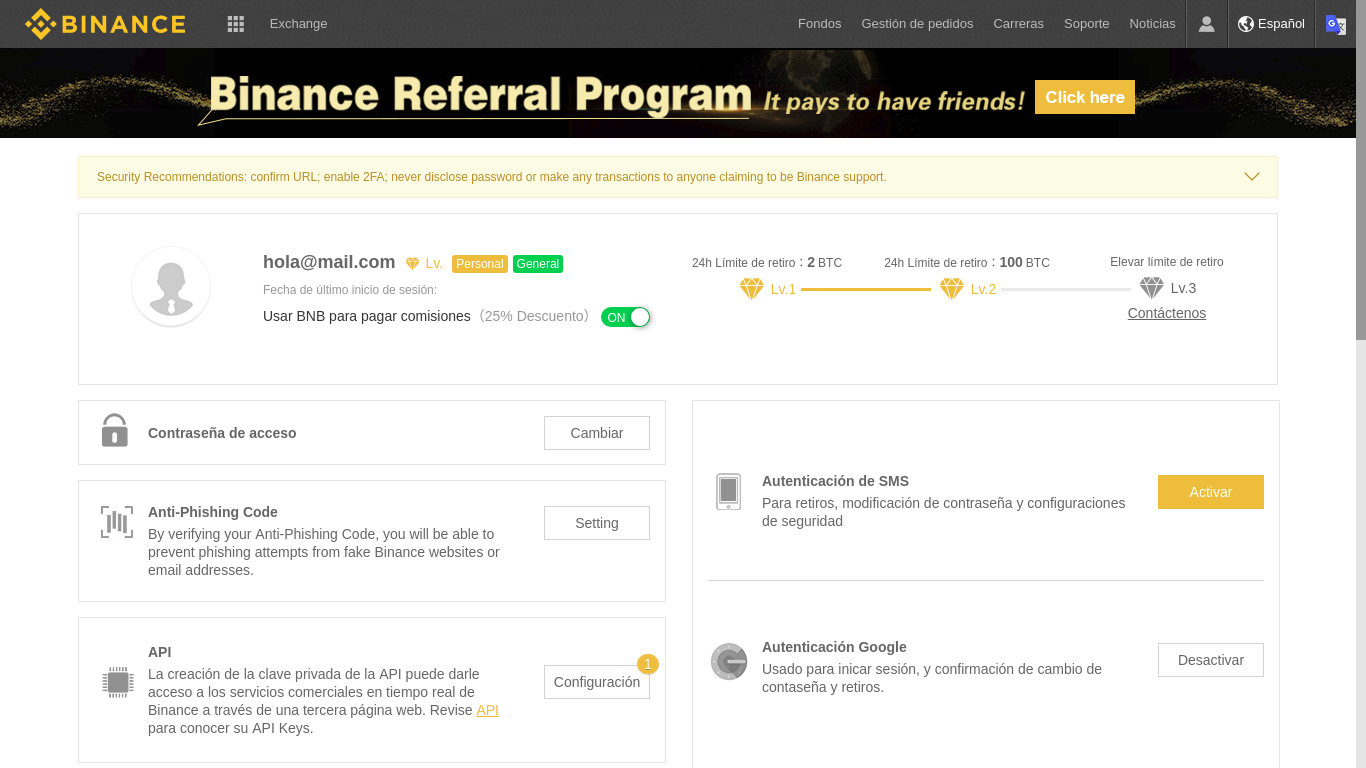 BINANCE
Exchange
Fondos
Gestión de pedidos
Carreras
Soporte
Noticias
Español
Binance Referral Program
It pays to have friends!
Click here
Security Recommendations: confirm URL; enable 2FA; never disclose password or make any transactions to anyone claiming to be Binance support.
hola@mail.com Lv. Personal General
Fecha de último inicio de sesión:
Usar BNB para pagar comisiones (25% Descuento) ON
24h Límite de retiro : 2 BTC
24h Límite de retiro : 100 BTC
Elevar límite de retiro
Lv.1
Lv.2
Lv.3
Contáctenos
Contraseña de acceso
Cambiar
Anti-Phishing Code
By verifying your Anti-Phishing Code, you will be able to
prevent phishing attempts from fake Binance websites or
email addresses.
Setting
API
La creación de la clave privada de la API puede darle
acceso a los servicios comerciales en tiempo real de
Binance a través de una tercera página web. Revise API
para conocer su API Keys.
1
Configuración
Autenticación de SMS
Para retiros, modificación de contraseña y configuraciones
de seguridad
Activar
Autenticación Google
Usado para inicar sesión, y confirmación de cambio de
contaseña y retiros.
Desactivar